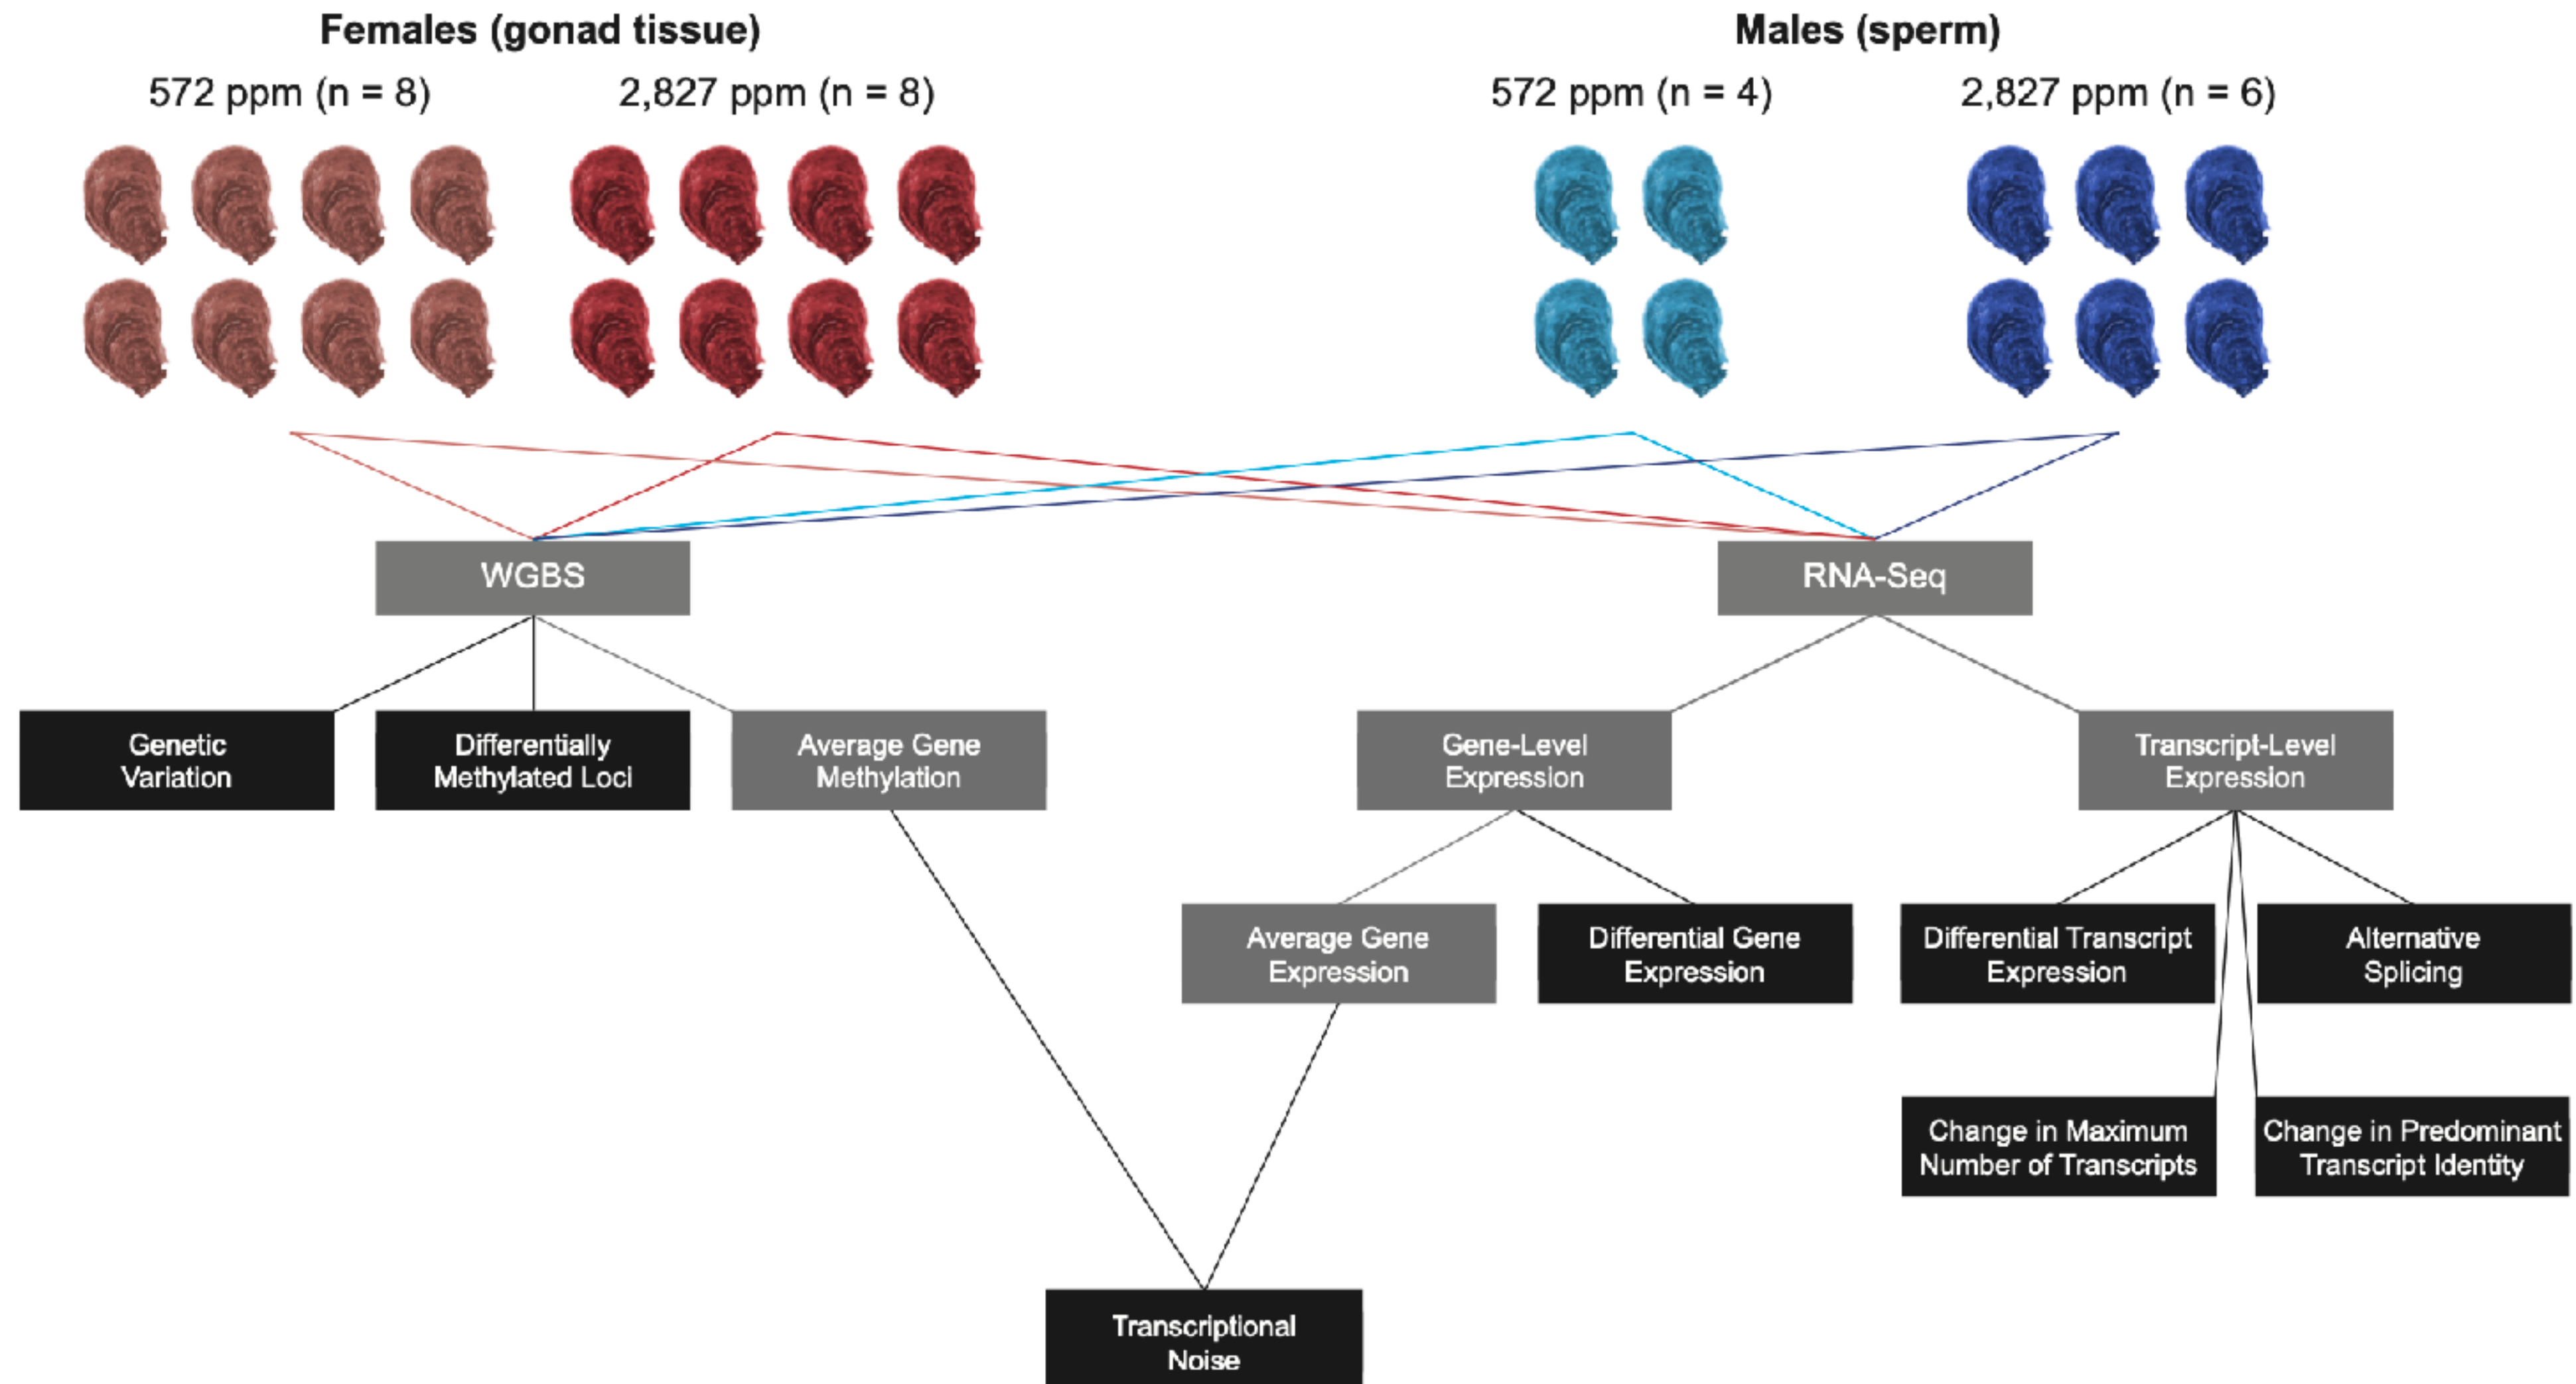 Females (gonad tissue)
Males (sperm)
572 ppm (n = 8)
2,827 ppm (n = 8)
572 ppm (n = 4)
2,827 ppm (n = 6)
WGBS
RNA-Seq
Genetic
Variation
Differentially
Methylated Loci
Average Gene
Methylation
Gene-Level
Expression
Transcript-Level
Expression
Average Gene
Expression
Differential Gene
Expression
Differential Transcript
Expression
Alternative
Splicing
Change in Maximum
Number of Transcripts
Change in Predominant
Transcript Identity
Transcriptional
Noise